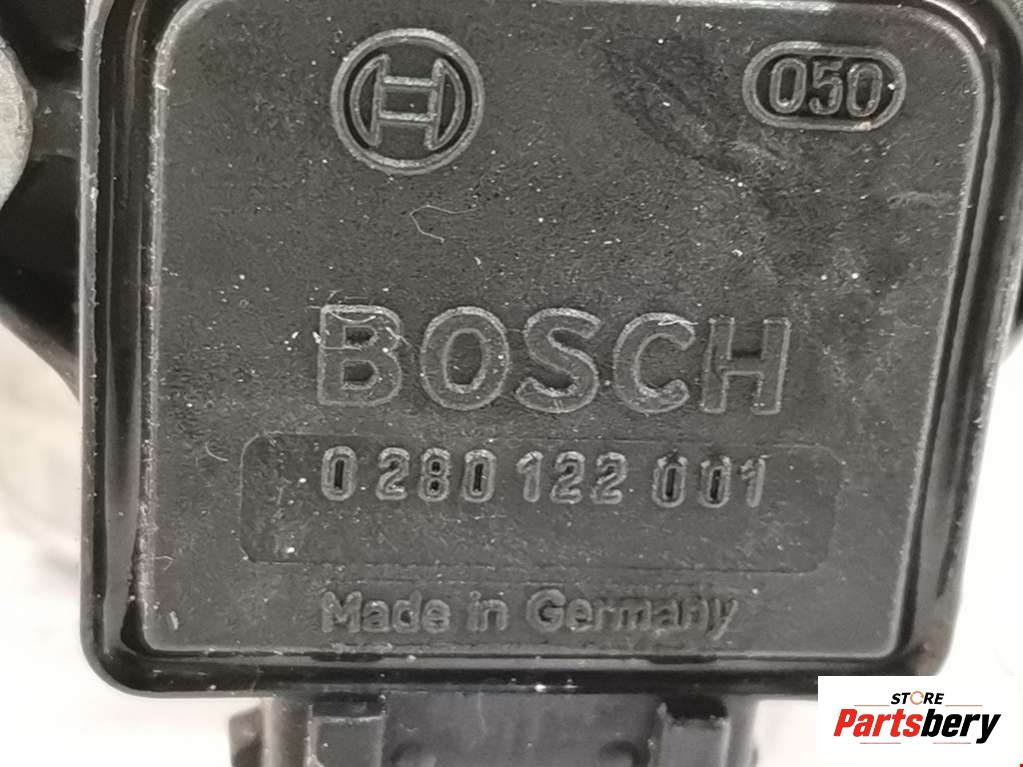 050
BOSCH
0 280 122 001
Made in Germany
STORE
Partsbery